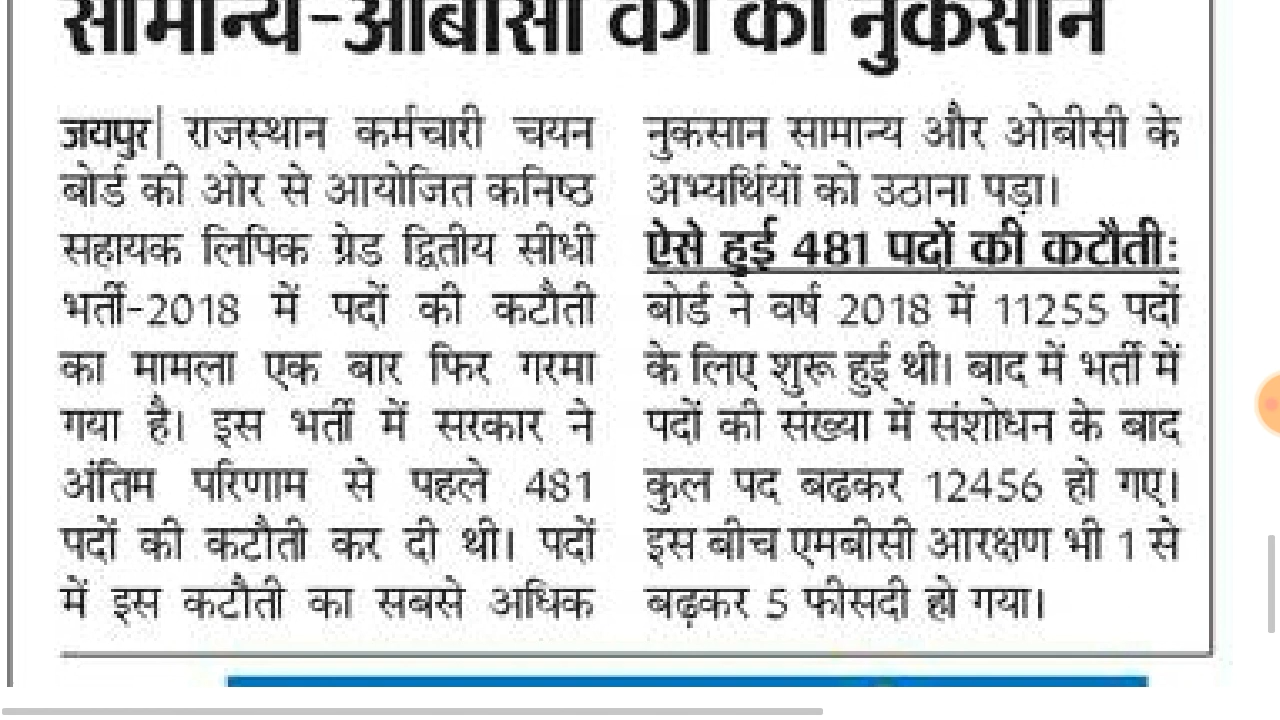 सामान्य-ओबीसी वर्ग को नुकसान
जयपुर| राजस्थान कर्मचारी चयन
बोर्ड की ओर से आयोजित कनिष्ठ
सहायक लिपिक ग्रेड द्वितीय सीधी
भर्ती-2018 में पदों की कटौती
का मामला एक बार फिर गरमा
गया है। इस भर्ती में सरकार ने
अंतिम परिणाम से पहले 481
पदों की कटौती कर दी थी। पदों
में इस कटौती का सबसे अधिक
नुकसान सामान्य और ओबीसी के
अभ्यर्थियों को उठाना पड़ा।
ऐसे हुई 481 पदों की कटौती:
बोर्ड ने वर्ष 2018 में 11255 पदों
के लिए शुरू हुई थी। बाद में भर्ती में
पदों की संख्या में संशोधन के बाद
कुल पद बढकर 12456 हो गए।
इस बीच एमबीसी आरक्षण भी 1 से
बढ़कर 5 फीसदी हो गया।